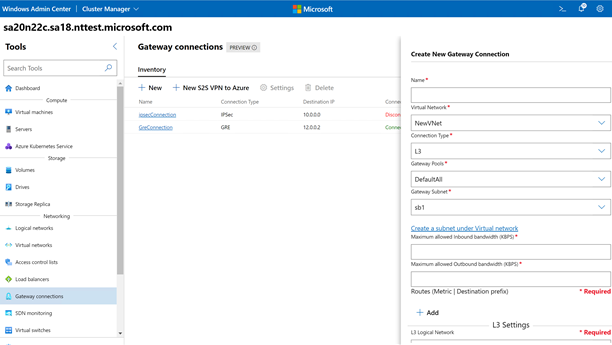 Windows Admin Center | Cluster Manager
Microsoft
sa20n22c.sa18.nttest.microsoft.com
Tools
Search Tools
Dashboard
Compute
Virtual machines
Servers
Azure Kubernetes Service
Storage
Volumes
Drives
Storage Replica
Networking
Logical networks
Virtual networks
Access control lists
Load balancers
Gateway connections
SDN monitoring
Virtual switches
Gateway connections PREVIEW
Inventory
New New S2S VPN to Azure Settings Delete
Name Connection Type Destination IP Connec
IPSec 10.0.0.0 Discon
GreConnection GRE 12.0.0.2 Connec
Create New Gateway Connection
Name *
Virtual Network *
NewVNet
Connection Type *
L3
Gateway Pools *
DefaultAll
Gateway Subnet *
sb1
Create a subnet under Virtual network
Maximum allowed Inbound bandwidth (KBPS) *
Maximum allowed Outbound bandwidth (KBPS) *
Routes (Metric | Destination prefix) * Required
Add
L3 Settings
L3 Logical Network * Required